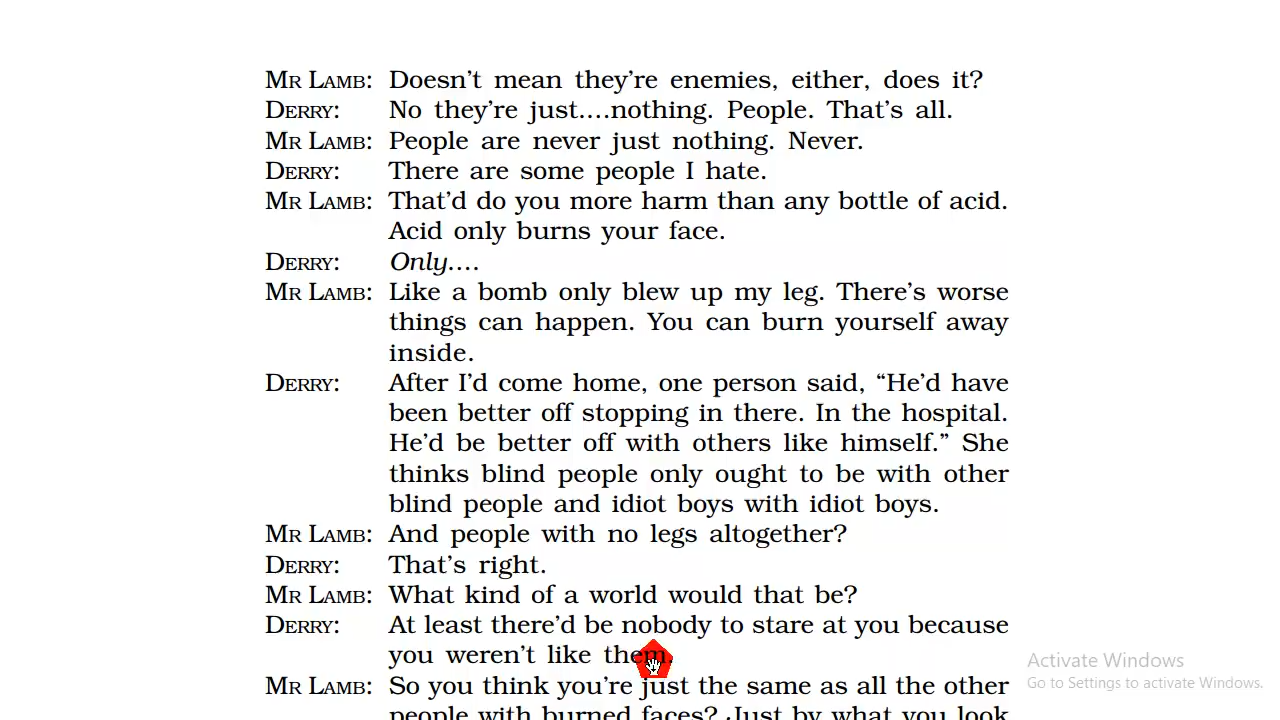 MR LAMB: Doesn't mean they're enemies, either, does it?
DERRY: No they're just....nothing. People. That's all.
MR LAMB: People are never just nothing. Never.
DERRY: There are some people I hate.
MR LAMB: That'd do you more harm than any bottle of acid.
Acid only burns your face.
DERRY: Only....
MR LAMB: Like a bomb only blew up my leg. There's worse
things can happen. You can burn yourself away
inside.
DERRY: After I'd come home, one person said, “He'd have
been better off stopping in there. In the hospital.
He'd be better off with others like himself.” She
thinks blind people only ought to be with other
blind people and idiot boys with idiot boys.
MR LAMB: And people with no legs altogether?
DERRY: That's right.
MR LAMB: What kind of a world would that be?
DERRY: At least there'd be nobody to stare at you because
you weren't like them.
MR LAMB: So you think you're just the same as all the other
people with burned faces? Just by what you look
Activate Windows
Go to Settings to activate Windows.